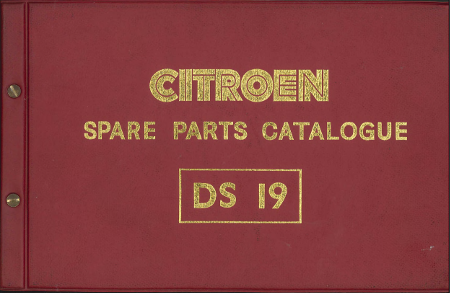 CITROEN
SPARE PARTS CATALOGUE
DS 19